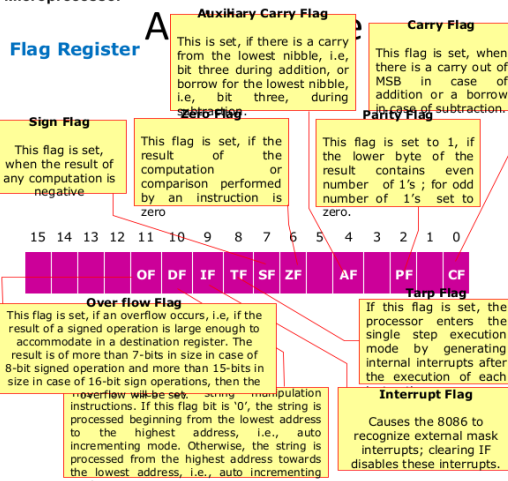 Microprocessor
A
e
Flag Register
Auxiliary Carry Flag
This is set, if there is a carry
from the lowest nibble, i.e,
bit three during addition, or
borrow for the lowest nibble,
i.e, bit three, during
subtraction.
Carry Flag
This flag is set, when
there is a carry out of
MSB in case of
addition or a borrow
in case of subtraction.
Sign Flag
This flag is set,
when the result of
any computation is
negative
Zero Flag
This flag is set, if the
result of the
computation or
comparison performed
by an instruction is
zero
Parity Flag
This flag is set to 1, if
the lower byte of the
result contains even
number of 1's ; for odd
number of 1's set to
zero.
15 14 13 12 11 10 9 8 7 6 5 4 3 2 1 0
OF DF IF TF SF ZF AF PF CF
Over flow Flag
This flag is set, if an overflow occurs, i.e, if the
result of a signed operation is large enough to
accommodate in a destination register. The
result is of more than 7-bits in size in case of
8-bit signed operation and more than 15-bits in
size in case of 16-bit sign operations, then the
overflow will be set.
Tarp Flag
If this flag is set, the
processor enters the
single step execution
mode by generating
internal interrupts after
the execution of each
string manipulation
instructions. If this flag bit is '0', the string is
processed beginning from the lowest address
to the highest address, i.e., auto
incrementing mode. Otherwise, the string is
processed from the highest address towards
the lowest address, i.e., auto incrementing
Interrupt Flag
Causes the 8086 to
recognize external mask
interrupts; clearing IF
disables these interrupts.